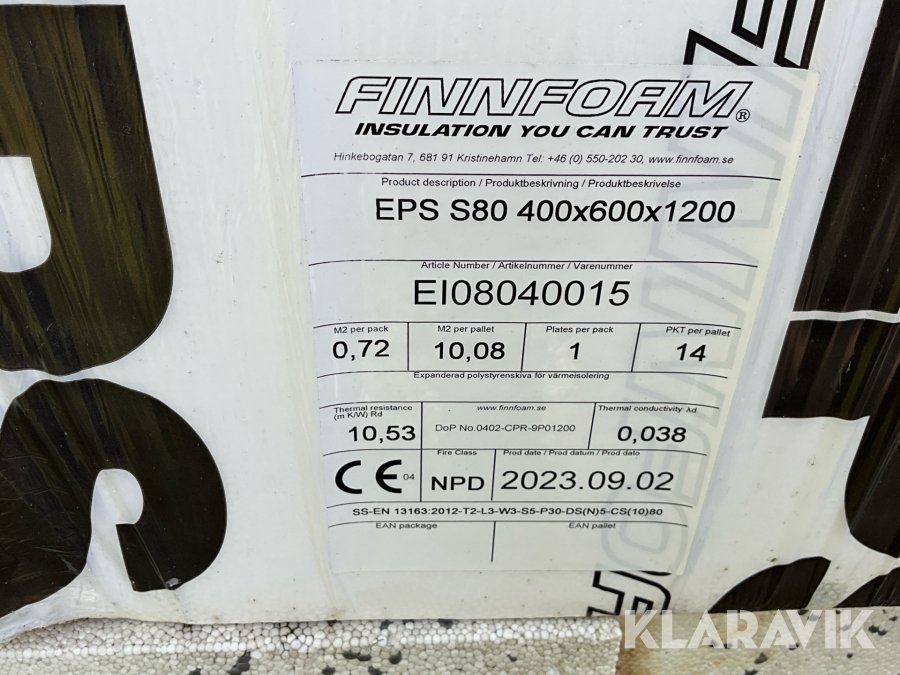 FINNFOAM®
INSULATION YOU CAN TRUST
Hinkebogatan 7, 681 91 Kristinehamn Tel: +46 (0) 550-202 30, www.finnfoam.se
Product description / Produktbeskrivning / Produktbeskrivelse
EPS S80 400x600x1200
Article Number / Artikelnummer / Varenummer
EI08040015
M2 per pack M2 per pallet Plates per pack PKT per pallet
0,72 10,08 1 14
Expanderad polystyrenskiva för värmeisolering
Thermal resistance (m K/W) Rd www.finnfoam.se Thermal conductivity λd
10,53 DoP No.0402-CPR-9P01200 0,038
Fire Class Prod date / Prod datum / Prod dato
CE 04 NPD 2023.09.02
SS-EN 13163:2012-T2-L3-W3-S5-P30-DS(N)5-CS(10)80
EAN package EAN pallet
KLARAVIK